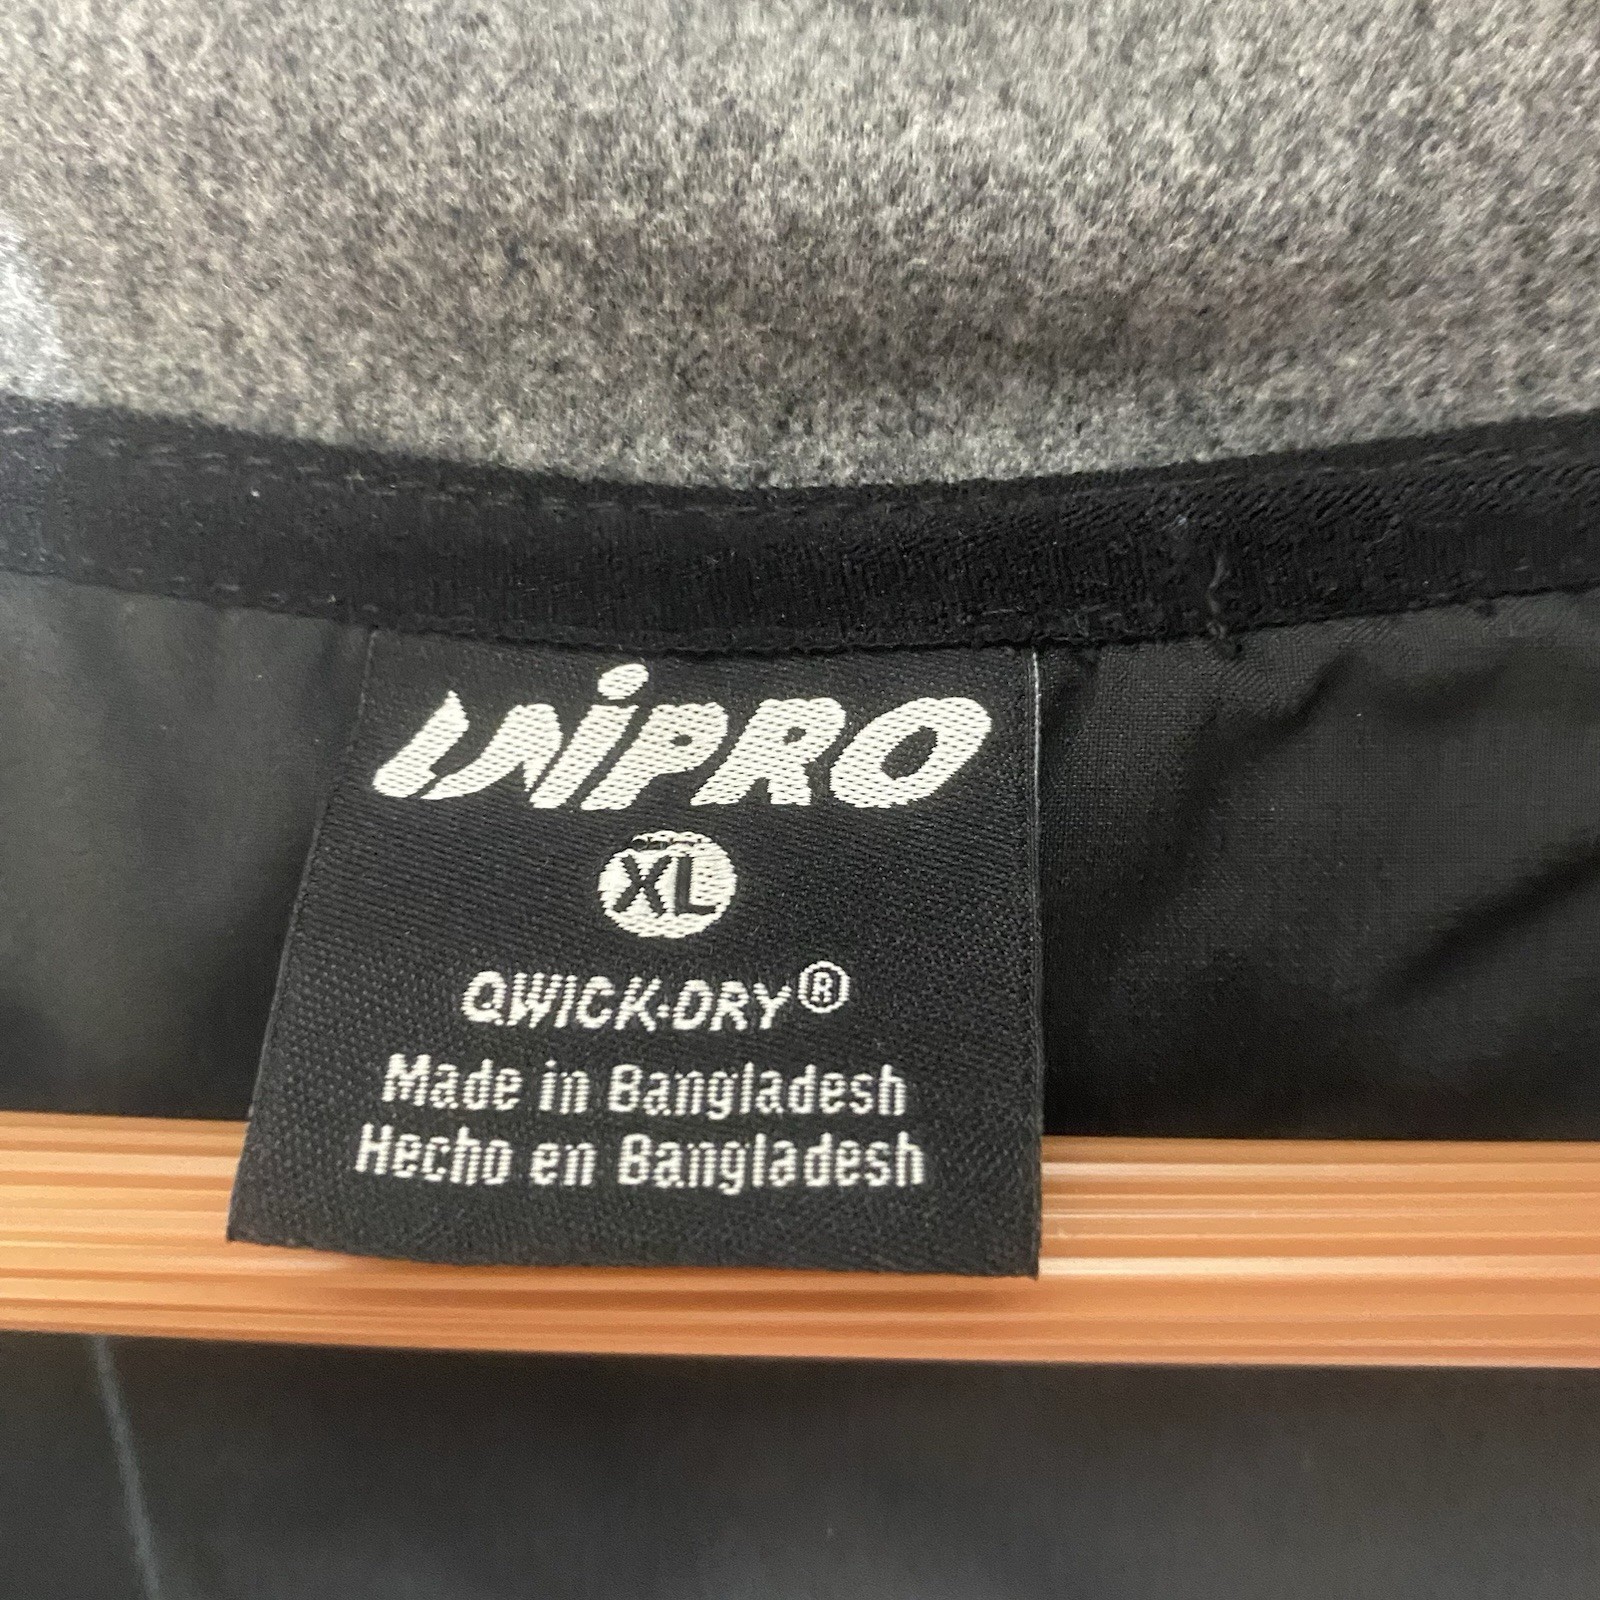 UNIPRO
XL
QWICK·DRY®
Made in Bangladesh
Hecho en Bangladesh